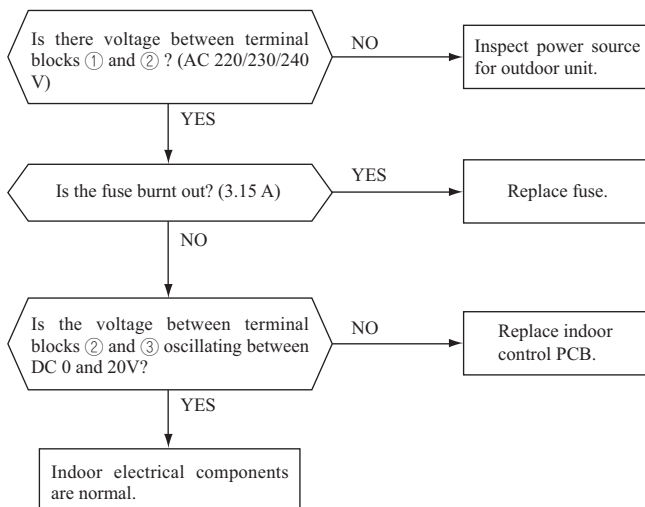 Is there voltage between terminal
blocks ① and ② ? (AC 220/230/240
V)
NO
Inspect power source
for outdoor unit.
YES
Is the fuse burnt out? (3.15 A)
YES
Replace fuse.
NO
Is the voltage between terminal
blocks ② and ③ oscillating between
DC 0 and 20V?
NO
Replace indoor
control PCB.
YES
Indoor electrical components
are normal.